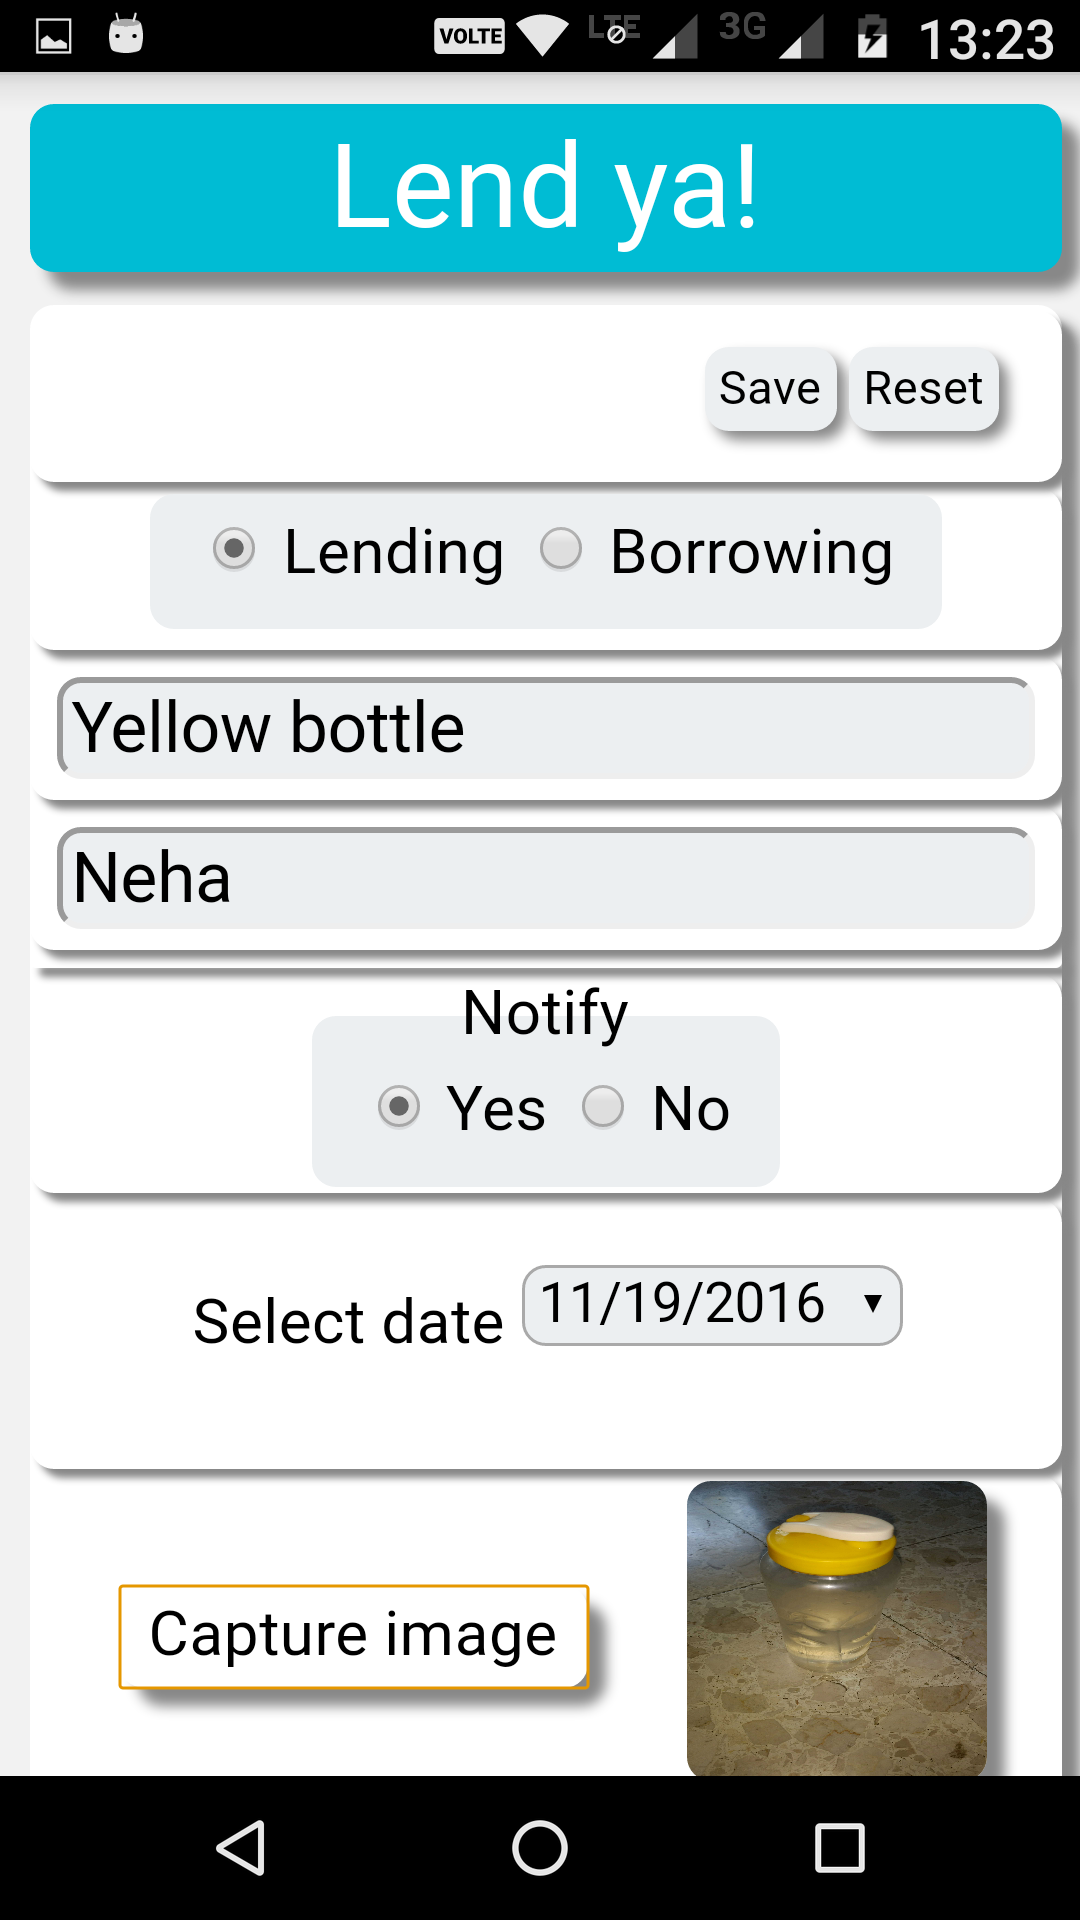 VOLTE LTE 3G 13:23
Lend ya!
Save Reset
Lending Borrowing
Yellow bottle
Neha
Notify
Yes No
Select date 11/19/2016
Capture image